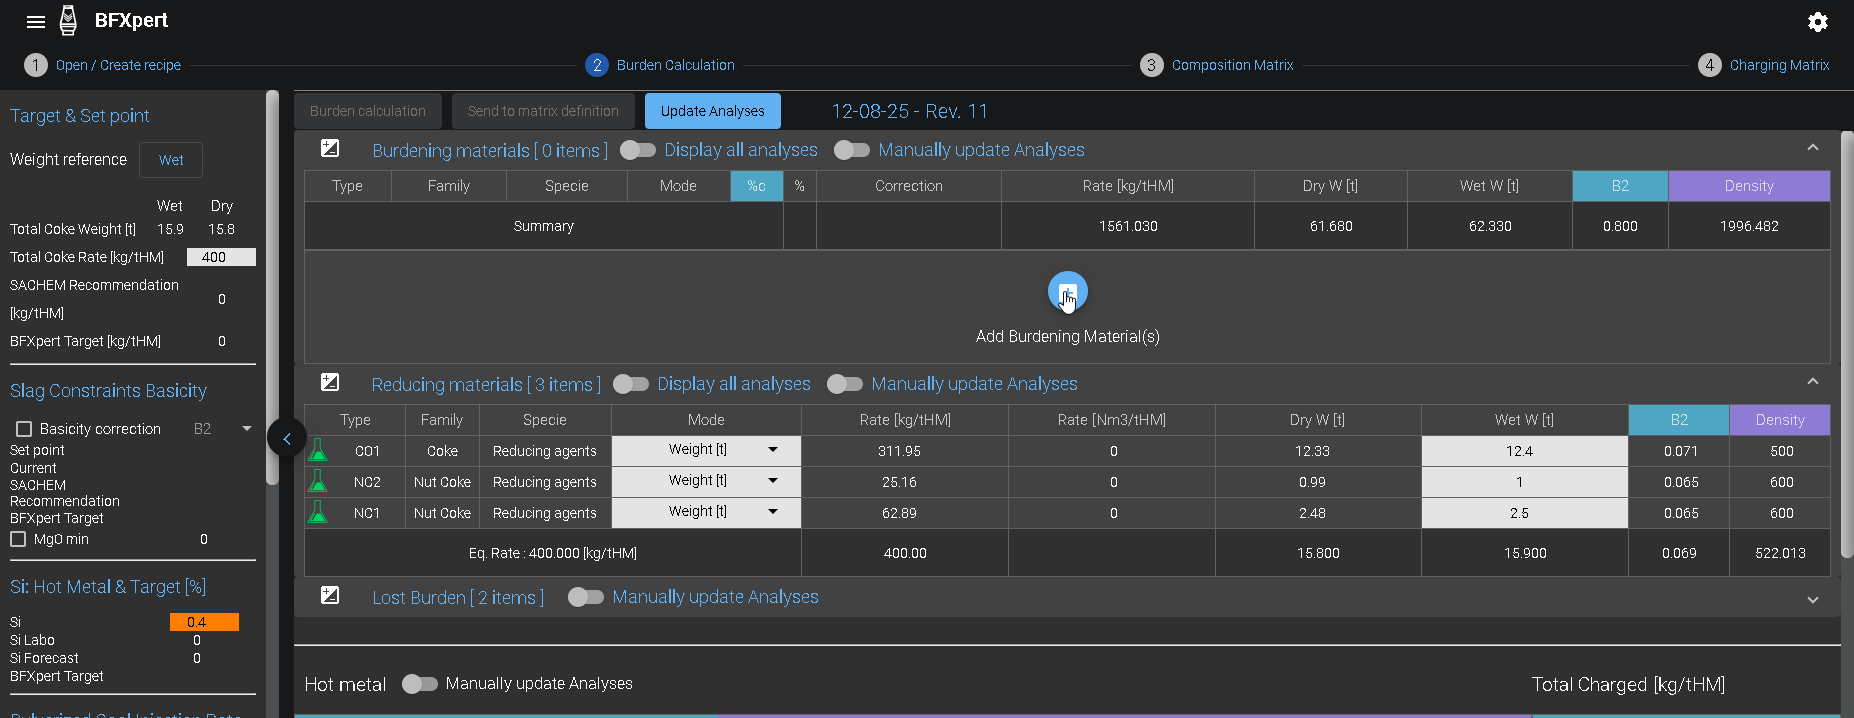 BFXpert
1 Open / Create recipe 2 Burden Calculation 3 Composition Matrix 4 Charging Matrix
Target & Set point
Weight reference Wet
Wet Dry
Total Coke Weight [t] 15.9 15.8
Total Coke Rate [kg/tHM] 400
SACHEM Recommendation
[kg/tHM] 0
BFXpert Target [kg/tHM] 0
Slag Constraints Basicity
Basicity correction B2
Set point
Current
SACHEM
Recommendation
BFXpert Target
MgO min 0
Si: Hot Metal & Target [%]
Si 0.4
Si Labo 0
Si Forecast 0
BFXpert Target
Burden calculation Send to matrix definition Update Analyses 12-08-25 - Rev. 11
Burdening materials [ 0 items ] Display all analyses Manually update Analyses
Type Family Specie Mode %c % Correction Rate [kg/tHM] Dry W [t] Wet W [t] B2 Density
Summary 1561.030 61.680 62.330 0.800 1996.482
Add Burdening Material(s)
Reducing materials [ 3 items ] Display all analyses Manually update Analyses
Type Family Specie Mode Rate [kg/tHM] Rate [Nm3/tHM] Dry W [t] Wet W [t] B2 Density
CO1 Coke Reducing agents Weight [t] 311.95 0 12.33 12.4 0.071 500
NC2 Nut Coke Reducing agents Weight [t] 25.16 0 0.99 1 0.065 600
NC1 Nut Coke Reducing agents Weight [t] 62.89 0 2.48 2.5 0.065 600
Eq. Rate : 400.000 [kg/tHM] 400.00 15.800 15.900 0.069 522.013
Lost Burden [ 2 items ] Manually update Analyses
Hot metal Manually update Analyses Total Charged [kg/tHM]